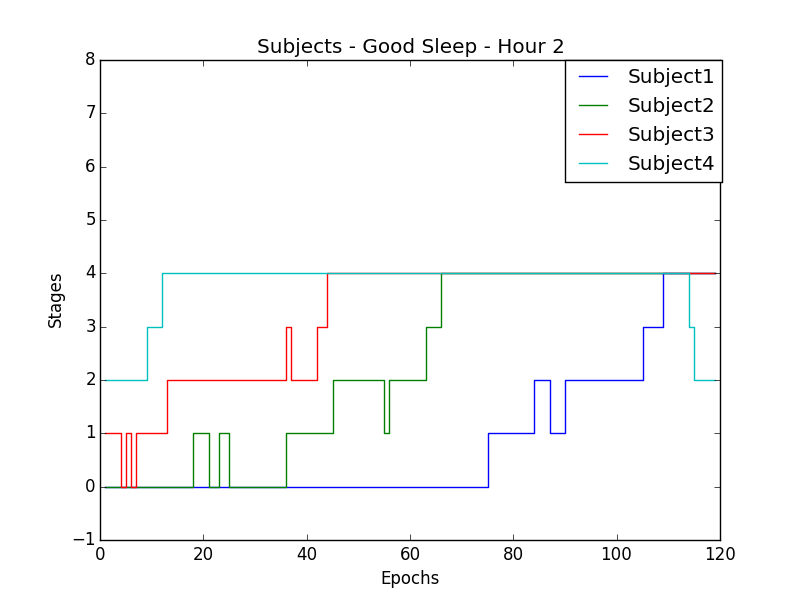 Subjects - Good Sleep - Hour 2
8
7
6
5
4
3
2
1
0
−1
Stages
Subject1
Subject2
Subject3
Subject4
0 20 40 60 80 100 120
Epochs